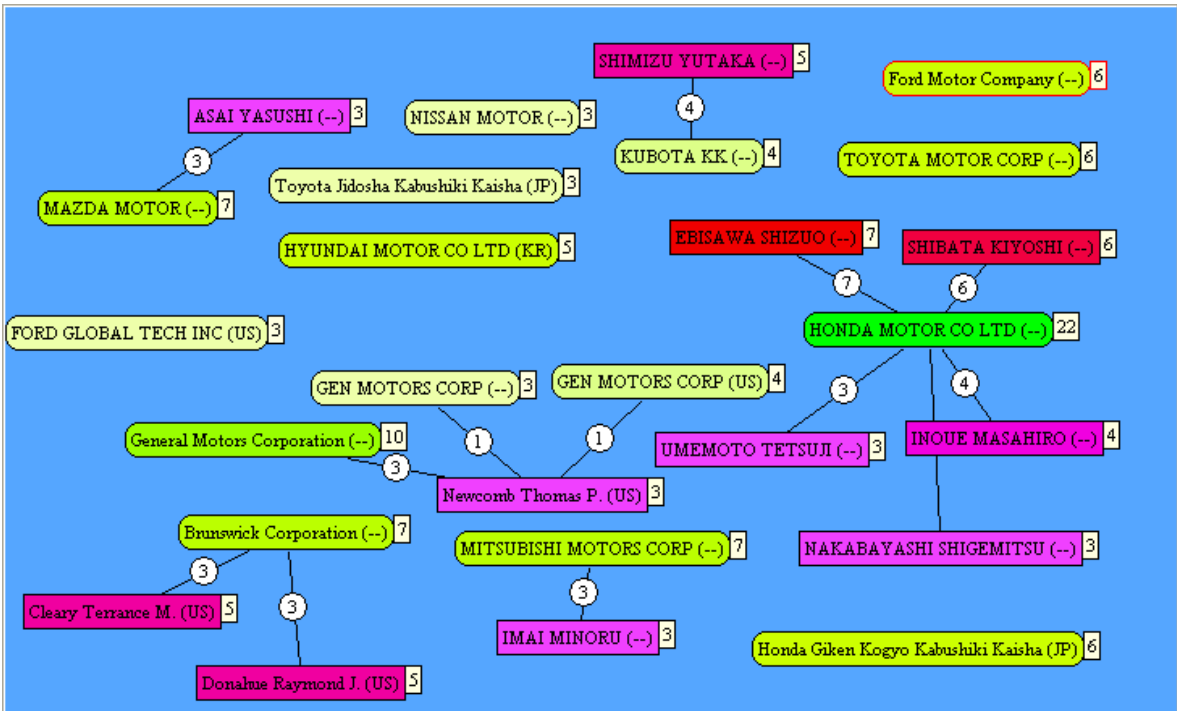 SHIMIZU YUTAKA (--) 5
Ford Motor Company (--) 6
ASAI YASUSHI (--) 3
NISSAN MOTOR (--) 3
4
3
KUBOTA KK (--) 4
TOYOTA MOTOR CORP (--) 6
Toyota Jidosha Kabushiki Kaisha (JP) 3
MAZDA MOTOR (--) 7
HYUNDAI MOTOR CO LTD (KR) 5
EBISAWA SHIZUO (--) 7
SHIBATA KIYOSHI (--) 6
7
6
FORD GLOBAL TECH INC (US) 3
HONDA MOTOR CO LTD (--) 22
GEN MOTORS CORP (--) 3
GEN MOTORS CORP (US) 4
3
4
General Motors Corporation (--) 10
1
1
UMEMOTO TETSUJI (--) 3
INOUE MASAHIRO (--) 4
3
Newcomb Thomas P. (US) 3
Brunswick Corporation (--) 7
MITSUBISHI MOTORS CORP (--) 7
NAKABAYASHI SHIGEMITSU (--) 3
3
3
3
Cleary Terrance M. (US) 5
IMAI MINORU (--) 3
Honda Giken Kogyo Kabushiki Kaisha (JP) 6
Donahue Raymond J. (US) 5